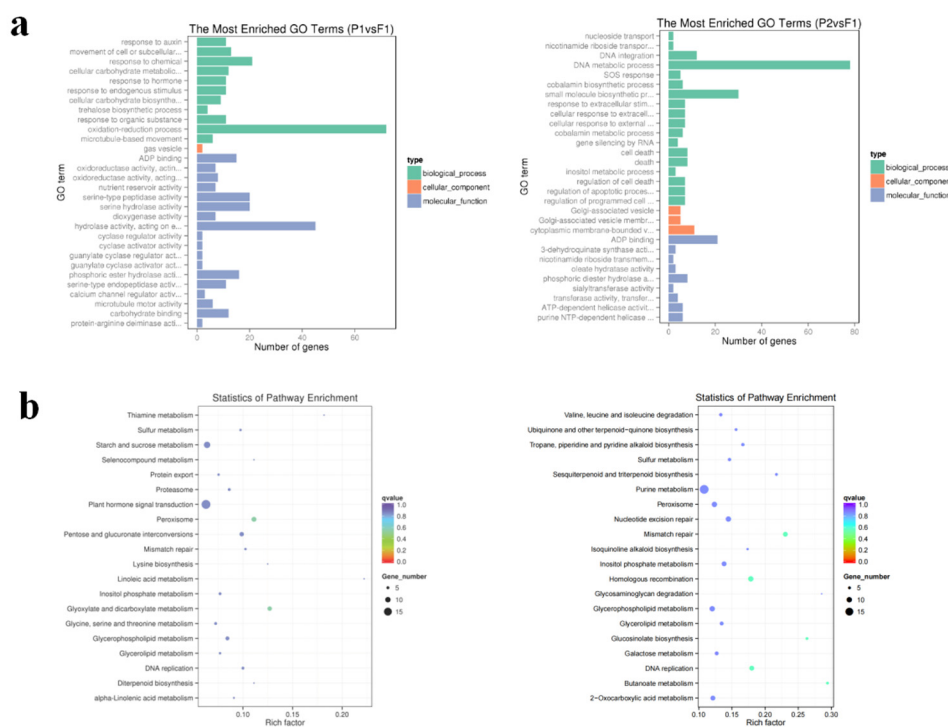 a
The Most Enriched GO Terms (P1vsF1)
response to auxin
movement of cell or subcellular...
response to chemical
cellular carbohydrate metabolic...
response to hormone
response to endogenous stimulus
cellular carbohydrate biosynthe...
trehalose biosynthetic process
response to organic substance
oxidation-reduction process
microtubule-based movement
gas vesicle
ADP binding
oxidoreductase activity, actin...
oxidoreductase activity, acting...
nutrient reservoir activity
serine-type peptidase activity
serine hydrolase activity
dioxygenase activity
hydrolase activity, acting on e...
cyclase regulator activity
cyclase activator activity
guanylate cyclase regulator act...
guanylate cyclase activator act...
phosphoric ester hydrolase acti...
serine-type endopeptidase activ...
calcium channel regulator activ...
microtubule motor activity
carbohydrate binding
protein-arginine deiminase acti...
GO term
0 20 40 60
Number of genes
type
biological_process
cellular_component
molecular_function
The Most Enriched GO Terms (P2vsF1)
nucleoside transport
nicotinamide riboside transpor...
DNA integration
DNA metabolic process
SOS response
cobalamin biosynthetic process
small molecule biosynthetic pr...
response to extracellular stim...
cellular response to extracell...
cellular response to external ...
cobalamin metabolic process
gene silencing by RNA
cell death
death
inositol metabolic process
regulation of cell death
regulation of apoptotic proces...
regulation of programmed cell ...
Golgi-associated vesicle
Golgi-associated vesicle membr...
cytoplasmic membrane-bounded v...
ADP binding
3-dehydroquinate synthase acti...
nicotinamide riboside transmem...
oleate hydratase activity
phosphoric diester hydrolase a...
sialyltransferase activity
transferase activity, transfer...
ATP-dependent helicase activit...
purine NTP-dependent helicase ...
GO term
0 20 40 60 80
Number of genes
type
biological_process
cellular_component
molecular_function
b
Statistics of Pathway Enrichment
Thiamine metabolism
Sulfur metabolism
Starch and sucrose metabolism
Selenocompound metabolism
Protein export
Proteasome
Plant hormone signal transduction
Peroxisome
Pentose and glucuronate interconversions
Mismatch repair
Lysine biosynthesis
Linoleic acid metabolism
Inositol phosphate metabolism
Glyoxylate and dicarboxylate metabolism
Glycine, serine and threonine metabolism
Glycerophospholipid metabolism
Glycerolipid metabolism
DNA replication
Diterpenoid biosynthesis
alpha-Linolenic acid metabolism
0.10 0.15 0.20
Rich factor
qvalue
1.0
0.8
0.6
0.4
0.2
0.0
Gene_number
5
10
15
Statistics of Pathway Enrichment
Valine, leucine and isoleucine degradation
Ubiquinone and other terpenoid-quinone biosynthesis
Tropane, piperidine and pyridine alkaloid biosynthesis
Sulfur metabolism
Sesquiterpenoid and triterpenoid biosynthesis
Purine metabolism
Peroxisome
Nucleotide excision repair
Mismatch repair
Isoquinoline alkaloid biosynthesis
Inositol phosphate metabolism
Homologous recombination
Glycosaminoglycan degradation
Glycerophospholipid metabolism
Glycerolipid metabolism
Glucosinolate biosynthesis
Galactose metabolism
DNA replication
Butanoate metabolism
2-Oxocarboxylic acid metabolism
0.10 0.15 0.20 0.25 0.30
Rich factor
qvalue
1.0
0.8
0.6
0.4
0.2
0.0
Gene_number
5
10
15